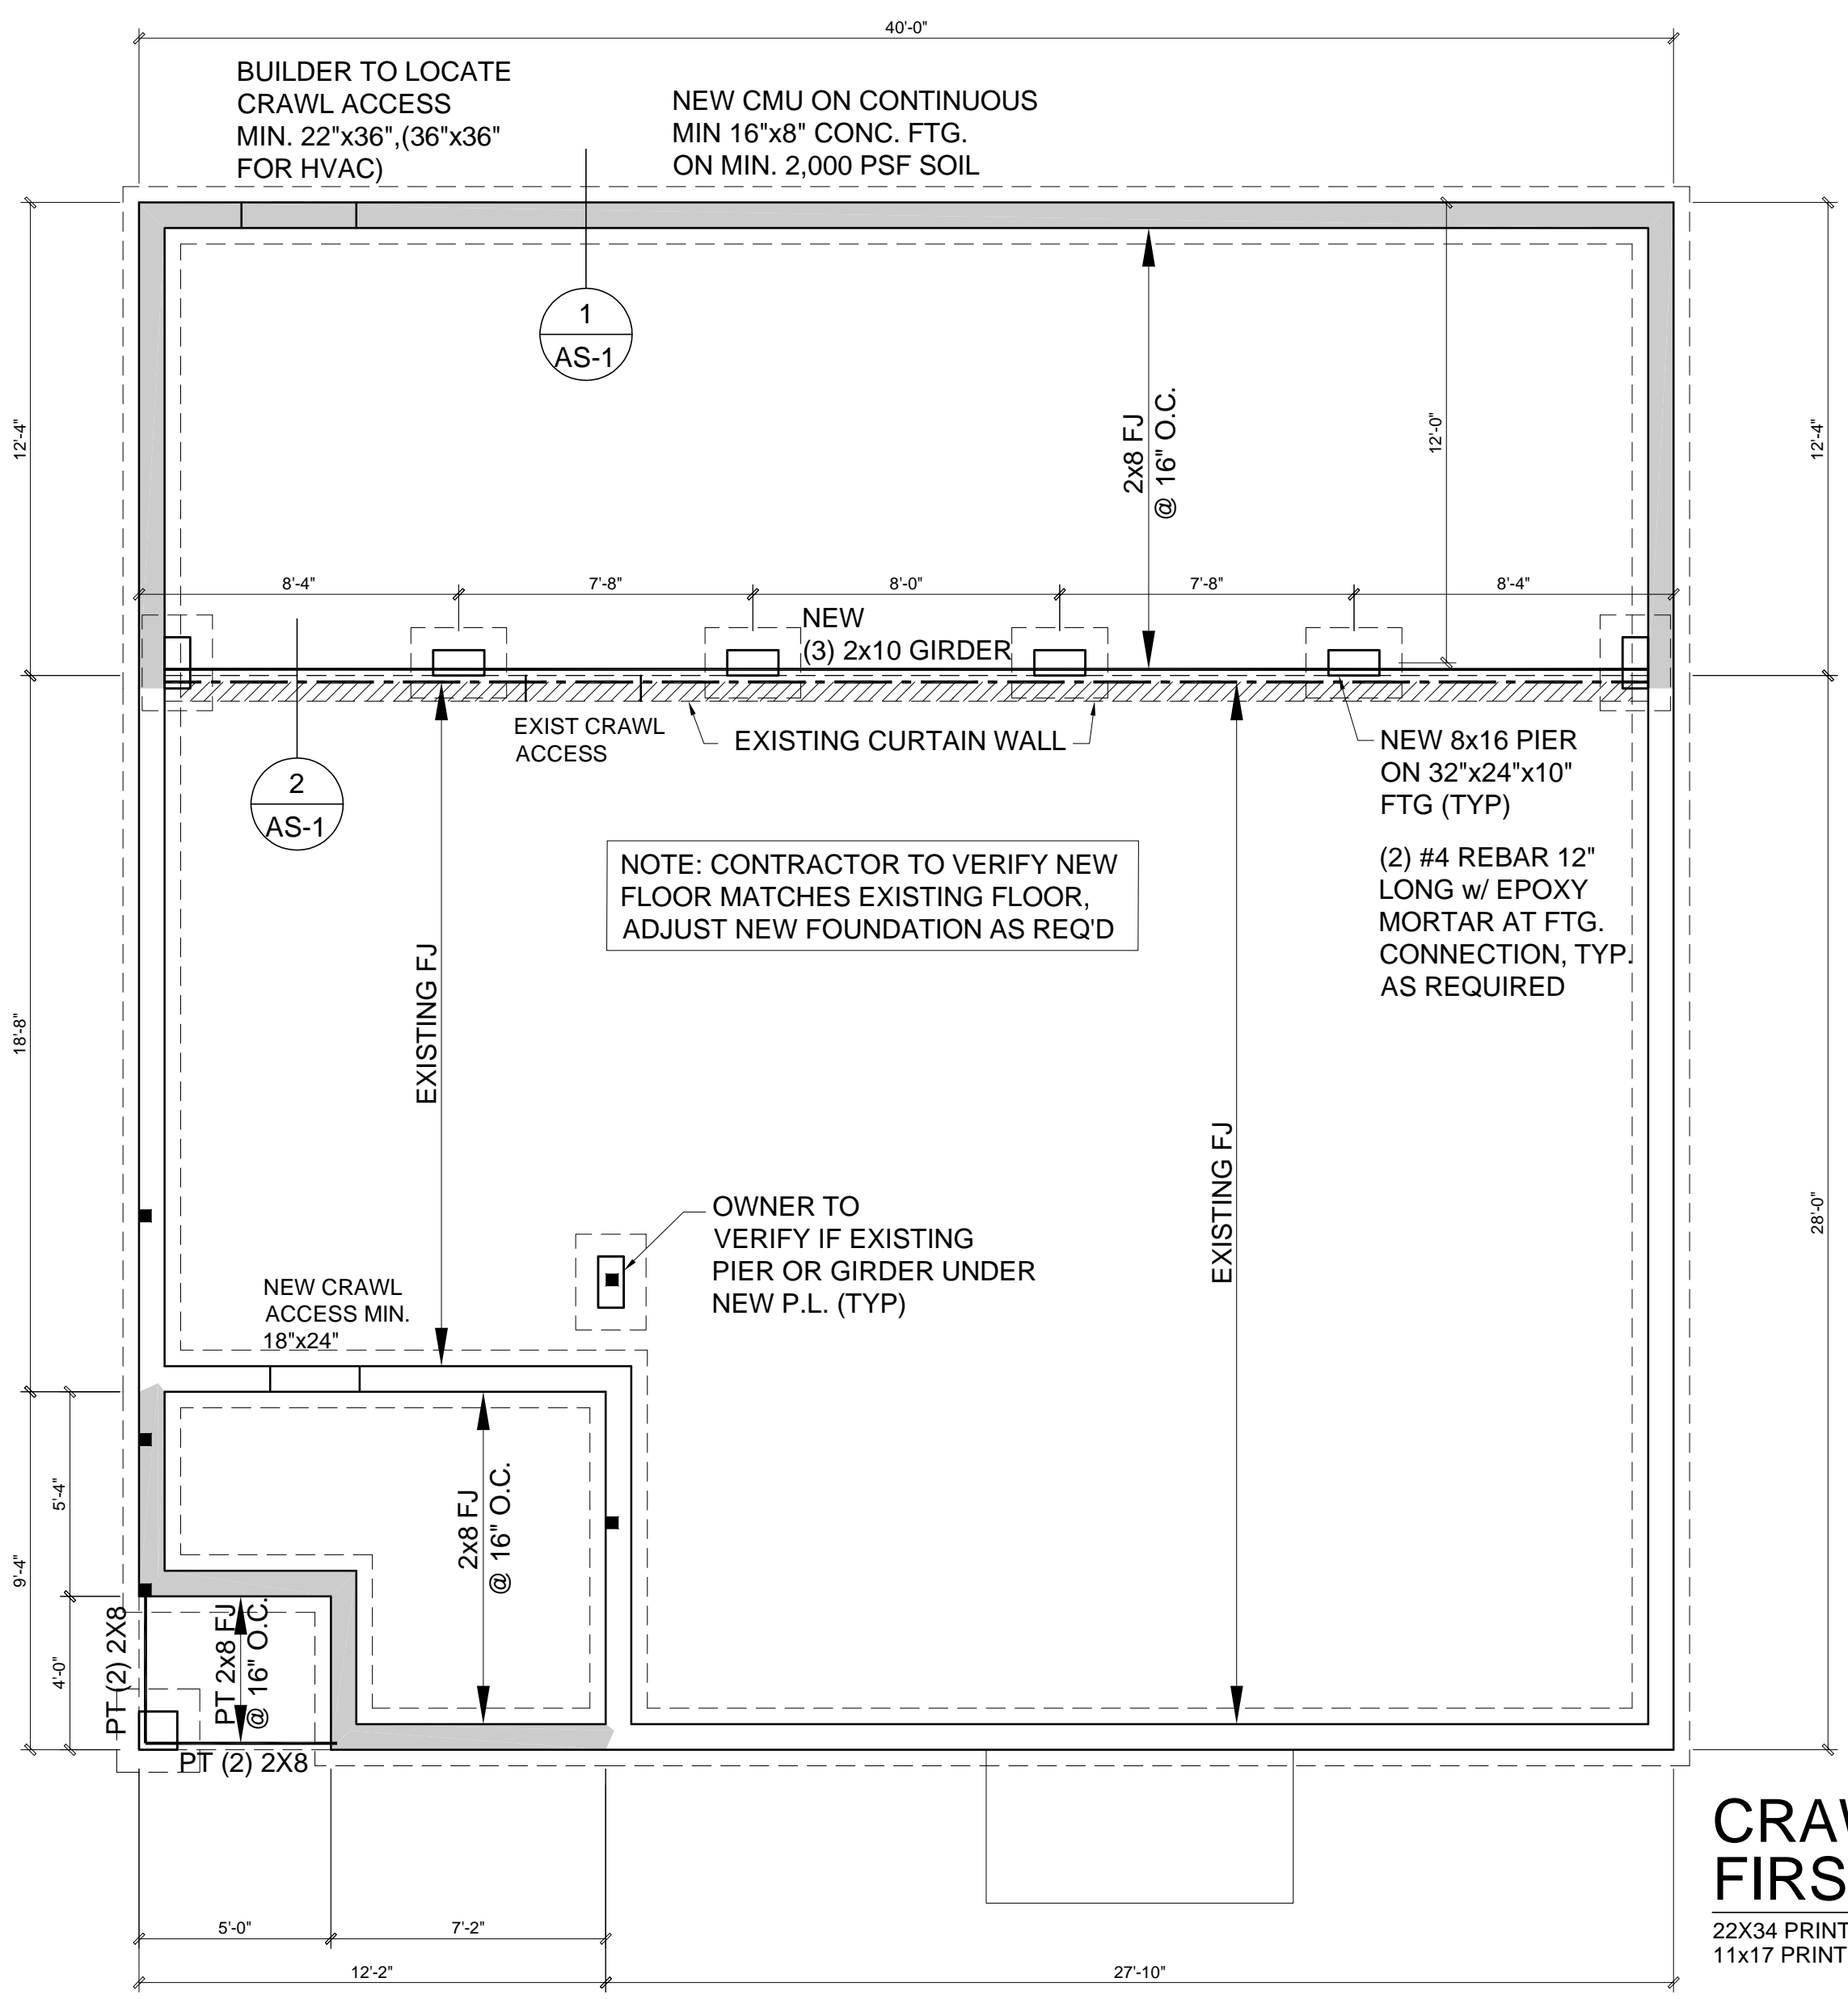 40'-0"
BUILDER TO LOCATE
CRAWL ACCESS
MIN. 22"x36",(36"x36"
FOR HVAC)
NEW CMU ON CONTINUOUS
MIN 16"x8" CONC. FTG.
ON MIN. 2,000 PSF SOIL
1
AS-1
12'-4"
2x8 FJ
@ 16" O.C.
12'-0"
12'-4"
8'-4"
7'-8"
8'-0"
7'-8"
8'-4"
NEW
(3) 2x10 GIRDER
EXIST CRAWL
ACCESS
EXISTING CURTAIN WALL
NEW 8x16 PIER
ON 32"x24"x10"
FTG (TYP)
2
AS-1
(2) #4 REBAR 12"
LONG w/ EPOXY
MORTAR AT FTG.
CONNECTION, TYP.
AS REQUIRED
NOTE: CONTRACTOR TO VERIFY NEW
FLOOR MATCHES EXISTING FLOOR,
ADJUST NEW FOUNDATION AS REQ'D
18'-8"
EXISTING FJ
EXISTING FJ
28'-0"
OWNER TO
VERIFY IF EXISTING
PIER OR GIRDER UNDER
NEW P.L. (TYP)
NEW CRAWL
ACCESS MIN.
18"x24"
9'-4"
5'-4"
4'-0"
2x8 FJ
@ 16" O.C.
PT (2) 2X8
PT 2x8 FJ
@ 16" O.C.
PT (2) 2X8
CRAW
FIRS
22X34 PRINT
11x17 PRINT
5'-0"
7'-2"
12'-2"
27'-10"